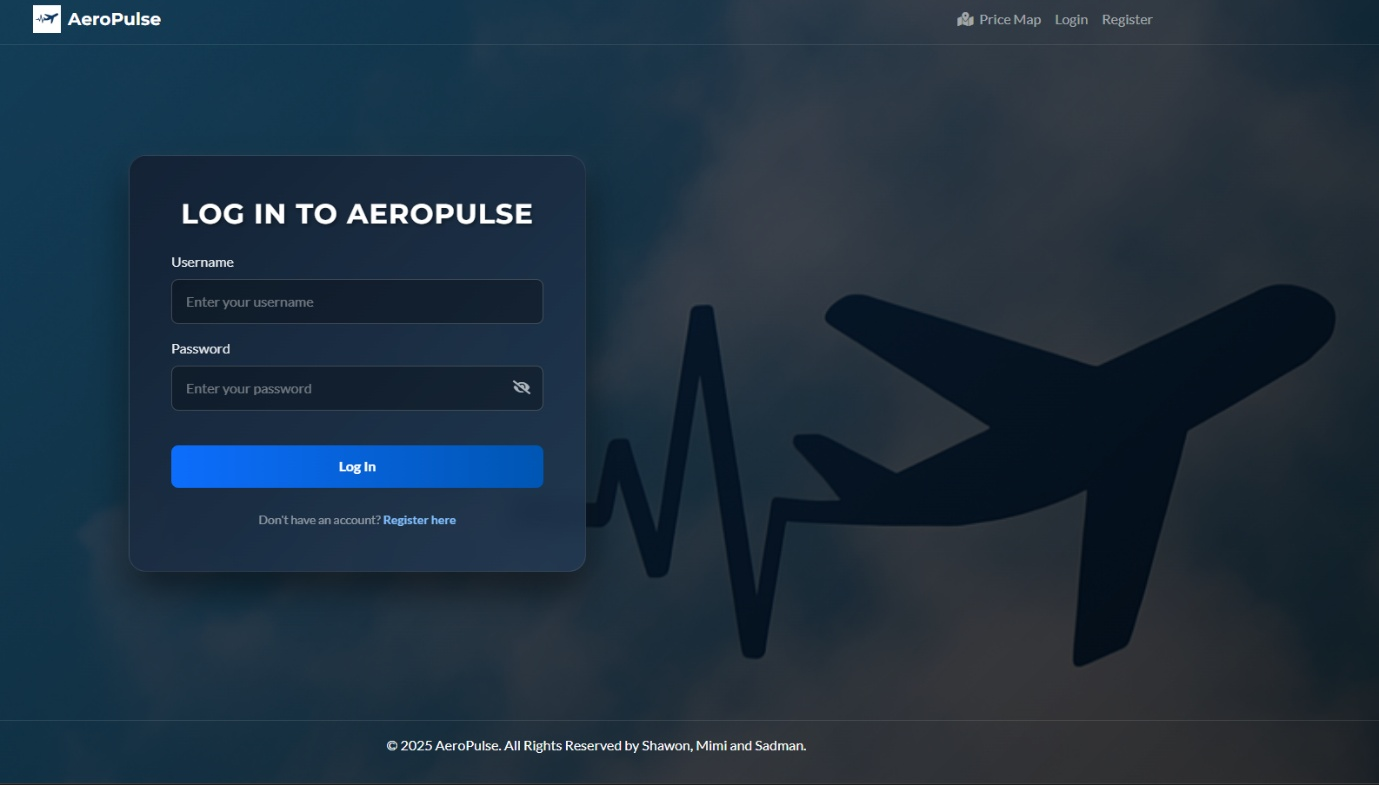 AeroPulse
Price Map Login Register
LOG IN TO AEROPULSE
Username
Enter your username
Password
Enter your password
Log In
Don't have an account? Register here
© 2025 AeroPulse. All Rights Reserved by Shawon, Mimi and Sadman.